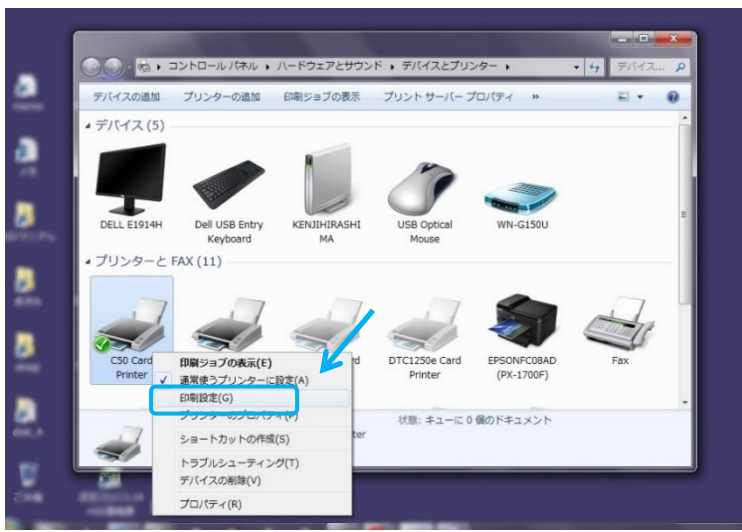 コントロール パネル ▸ ハードウェアとサウンド ▸ デバイスとプリンター ▸
デバイス...
デバイスの追加 プリンターの追加 印刷ジョブの表示 プリント サーバー プロパティ »
デバイス (5)
DELL E1914H
Dell USB Entry
Keyboard
KENJIHIRASHI
MA
USB Optical
Mouse
WN-G150U
プリンターと FAX (11)
C50 Card
Printer
DTC1250e Card
Printer
EPSONFC08AD
(PX-1700F)
Fax
印刷ジョブの表示(E)
✓ 通常使うプリンターに設定(A)
印刷設定(G)
プリンターのプロパティ(P)
ショートカットの作成(S)
トラブルシューティング(T)
デバイスの削除(V)
プロパティ(R)
状態: キューに 0 個のドキュメント